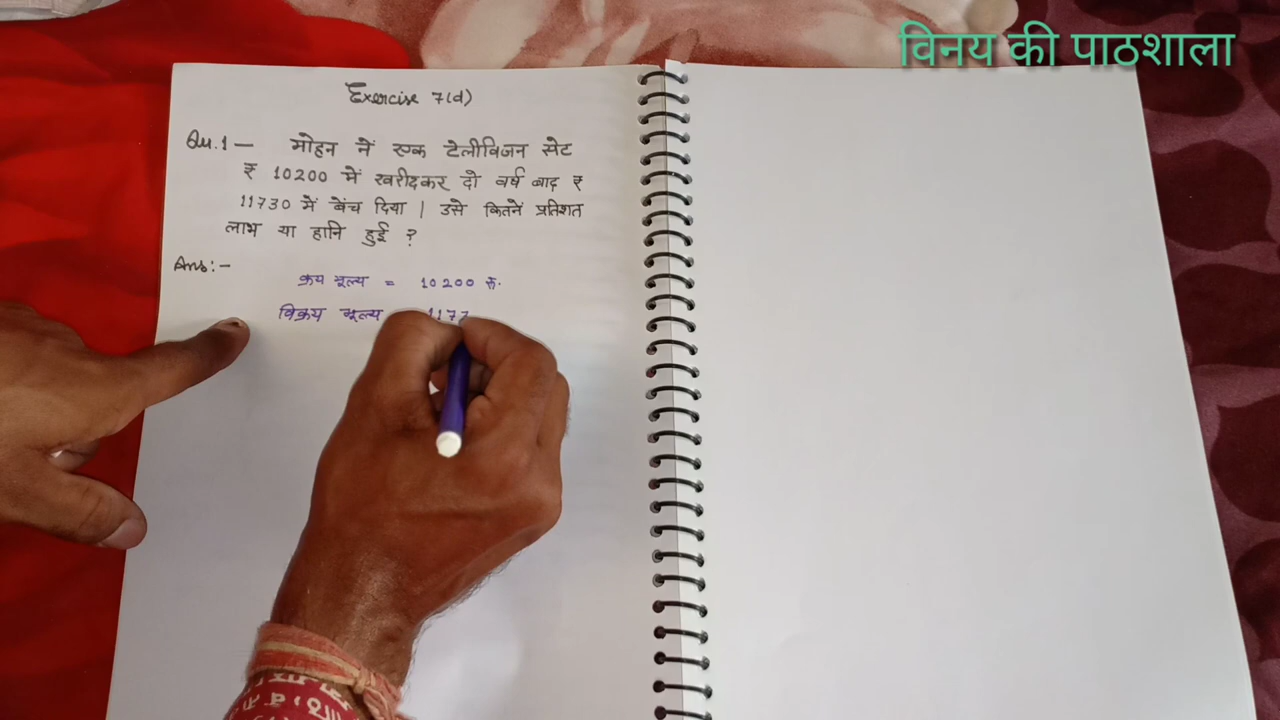 विनय की पाठशाला
Exercise 7(d)
Qu.1— मोहन नें एक टेलीविजन सेट
₹ 10200 में खरीदकर दो वर्ष बाद ₹
11730 में बेंच दिया | उसे कितनें प्रतिशत
लाभ या हानि हुई ?
Ans:-
क्रय मूल्य = 10200 रु.
विक्रय मूल्य 117